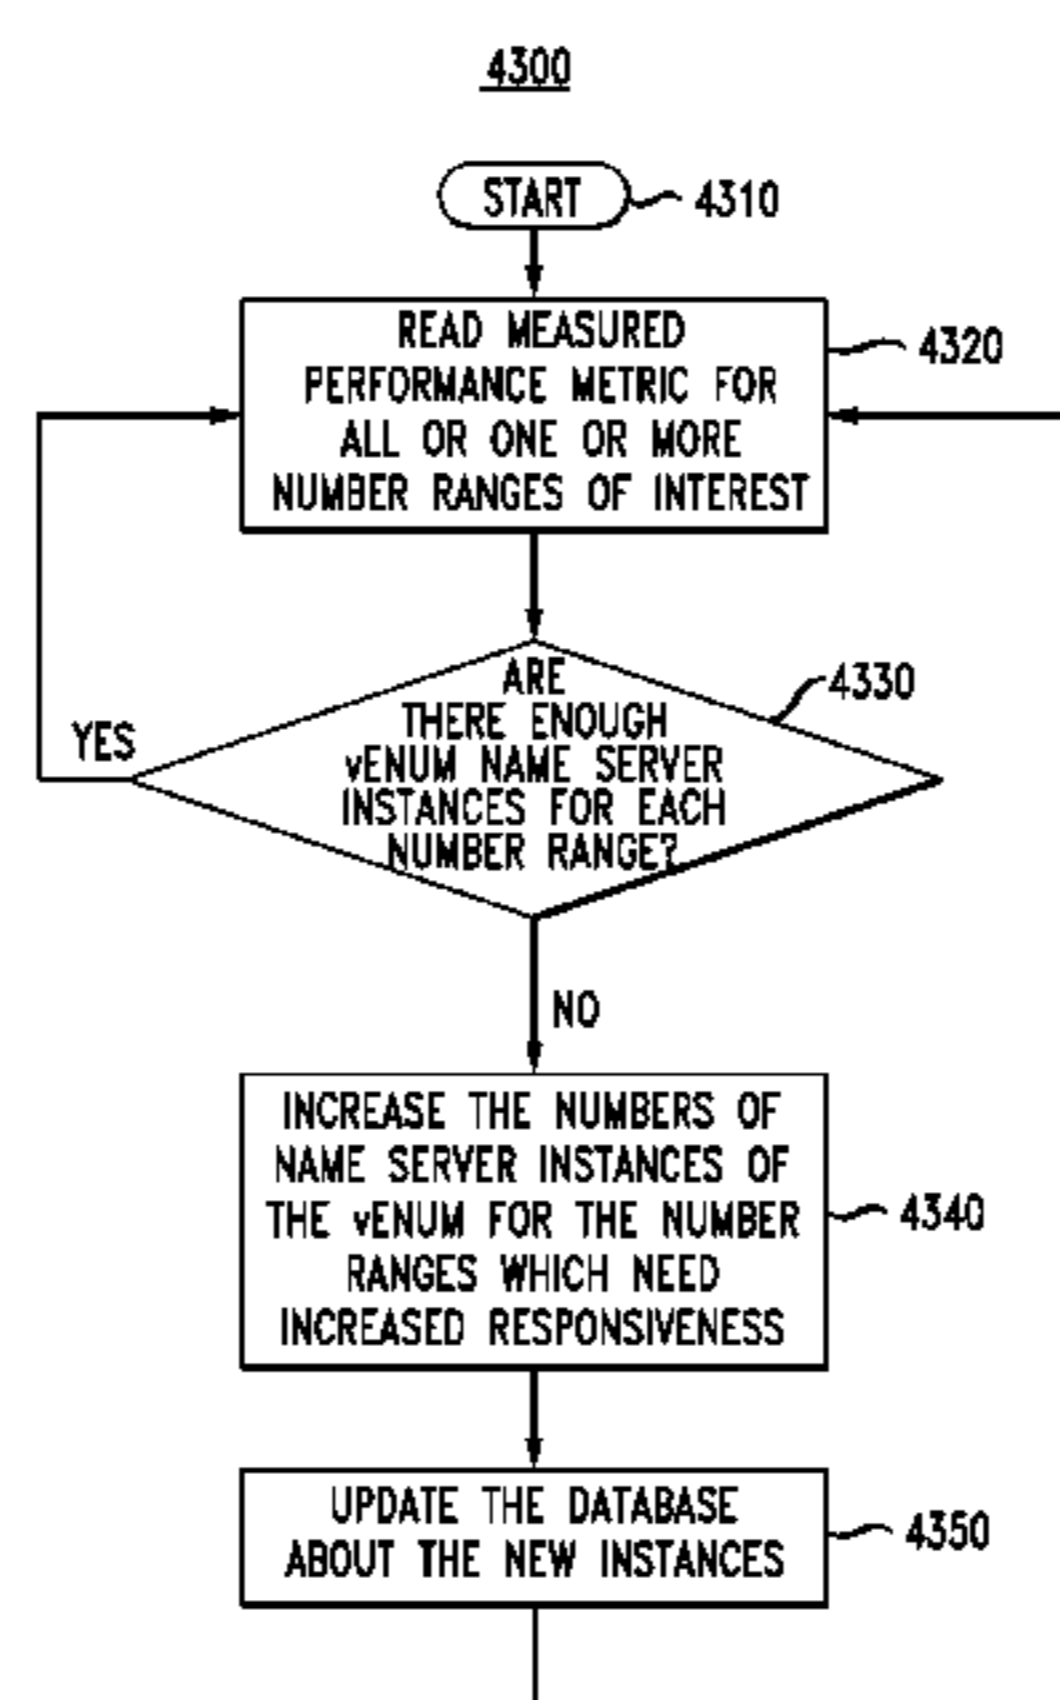 4300
START
4310
READ MEASURED
PERFORMANCE METRIC FOR
ALL OR ONE OR MORE
NUMBER RANGES OF INTEREST
4320
ARE
THERE ENOUGH
vENUM NAME SERVER
INSTANCES FOR EACH
NUMBER RANGE?
4330
YES
NO
INCREASE THE NUMBERS OF
NAME SERVER INSTANCES OF
THE vENUM FOR THE NUMBER
RANGES WHICH NEED
INCREASED RESPONSIVENESS
4340
UPDATE THE DATABASE
ABOUT THE NEW INSTANCES
4350